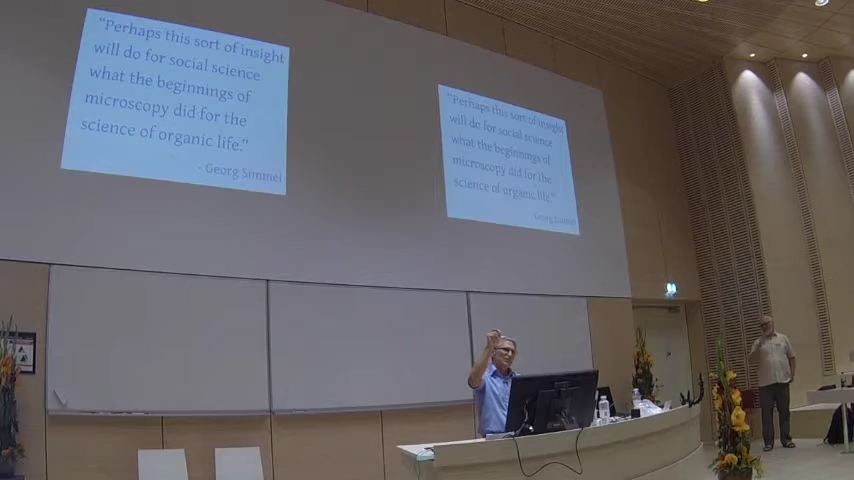 "Perhaps this sort of insight
will do for social science
what the beginnings of
microscopy did for the
science of organic life."
- Georg Simmel
"Perhaps this sort of insight
will do for social science
what the beginnings of
microscopy did for the
science of organic life."
- Georg Simmel